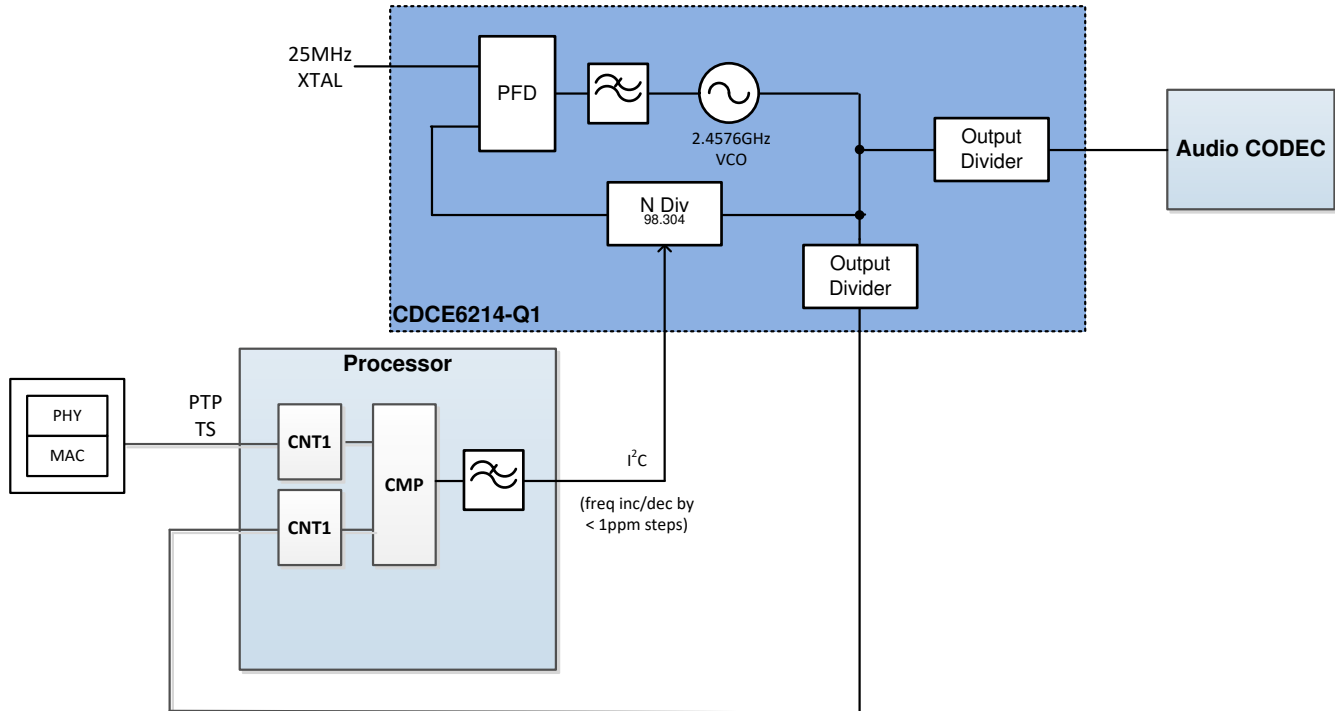 25MHz
XTAL
PFD
2.4576GHz
VCO
Output
Divider
Audio CODEC
N Div
98.304
Output
Divider
CDCE6214-Q1
Processor
PHY
MAC
PTP
TS
CNT1
CNT1
CMP
I²C
(freq inc/dec by
< 1ppm steps)